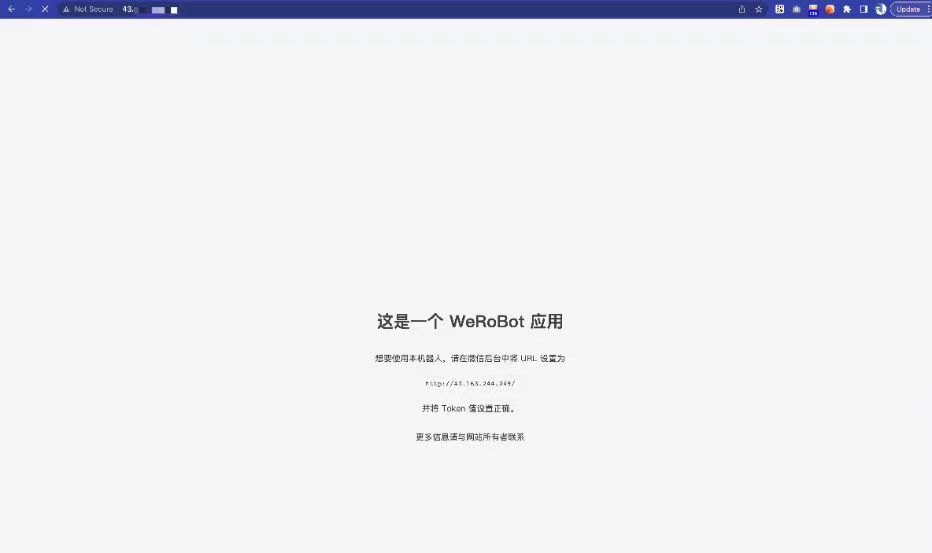 Not Secure 43.
Update
这是一个 WeRoBot 应用
想要使用本机器人，请在微信后台中将 URL 设置为
http://43.163.244.249/
并将 Token 值设置正确。
更多信息请与网站所有者联系